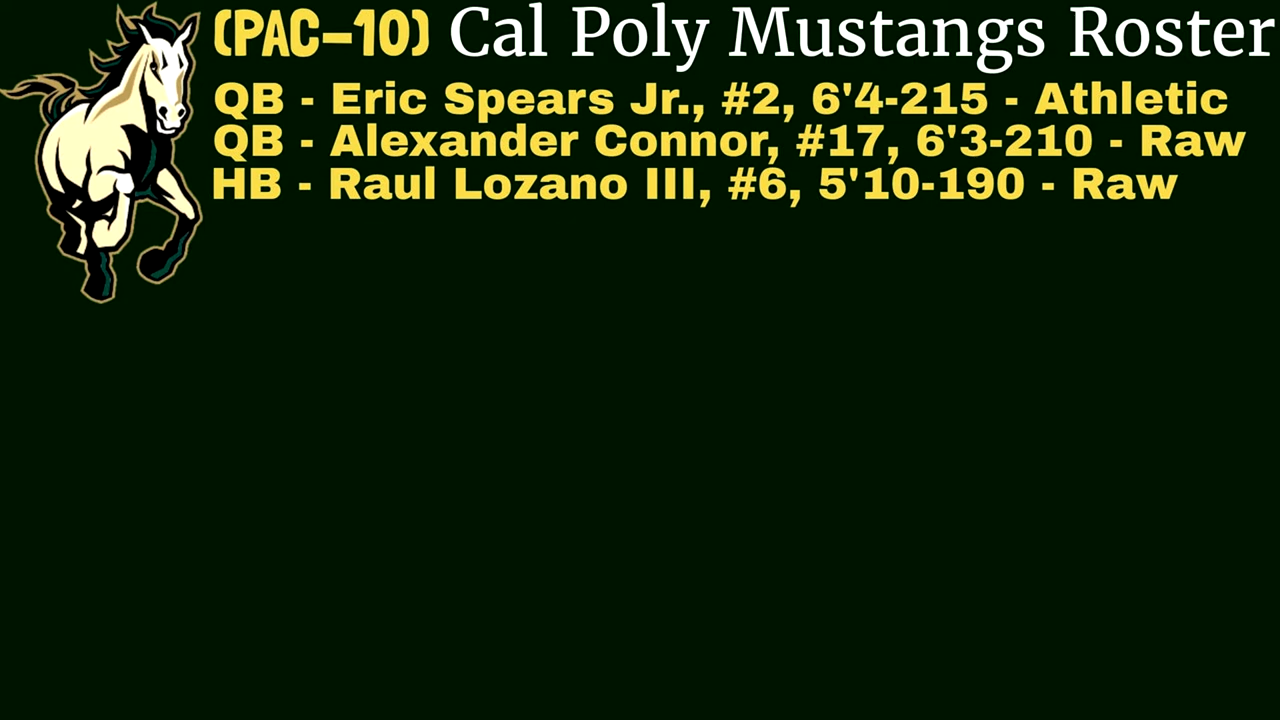 (PAC-10) Cal Poly Mustangs Roster
QB - Eric Spears Jr., #2, 6'4-215 - Athletic
QB - Alexander Connor, #17, 6'3-210 - Raw
HB - Raul Lozano III, #6, 5'10-190 - Raw